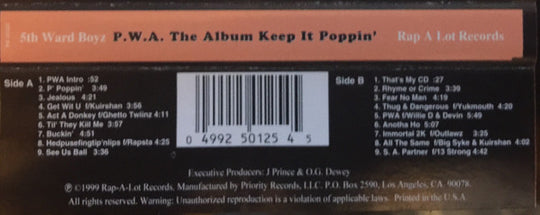 5th Ward Boyz P.W.A. The Album Keep It Poppin' Rap A Lot Records
Side A
1. PWA Intro :52
2. P' Poppin' 3:49
3. Jealous 4:21
4. Get Wit U f/Kuirshan 3:56
5. Act A Donkey f/Ghetto Twiinz 4:11
6. Til' They Kill Me 3:57
7. Buckin' 4:51
8. Hedpusefingtip'nlips f/Rapsta 4:25
9. See Us Ball 3:36
0 4992 50125 4 5
Side B
1. That's My CD :27
2. Rhyme or Crime 3:39
3. Fear No Man 4:19
4. Thug & Dangerous f/Yukmouth 4:20
5. PWA f/Willie D & Devin 5:49
6. Anotha Ho 5:07
7. Immortal 2K f/Outlawz 3:25
8. All The Same f/Big Syke & Kuirshan 4:02
9. S. A. Partner f/13 Strong 4:42
Executive Producers: J Prince & O.G. Dewey
℗ ©1999 Rap-A-Lot Records. Manufactured by Priority Records, LLC. P.O. Box 2590, Los Angeles, CA. 90078.
All rights reserved. Warning: Unauthorized reproduction is a violation of applicable laws. Printed in the U.S.A